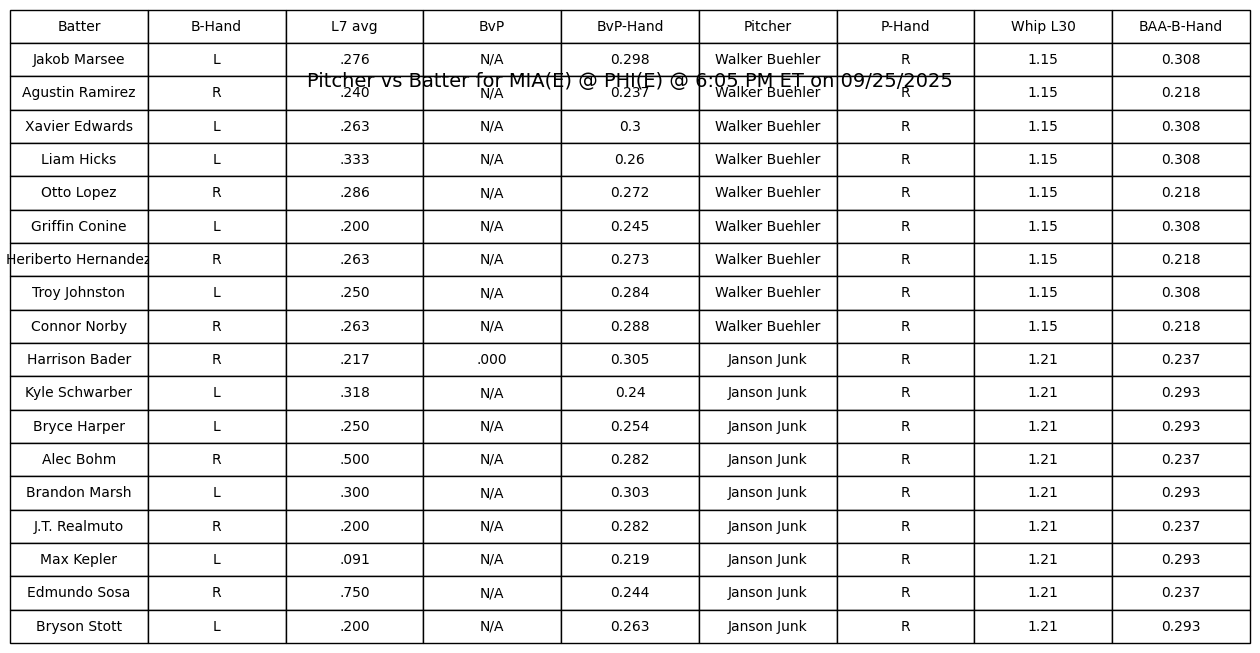 Batter B-Hand L7 avg BvP BvP-Hand Pitcher P-Hand Whip L30 BAA-B-Hand
Jakob Marsee L .276 N/A 0.298 Walker Buehler R 1.15 0.308
Pitcher vs Batter for MIA(E) @ PHI(E) @ 6:05 PM ET on 09/25/2025
Agustin Ramirez R .240 N/A 0.237 Walker Buehler R 1.15 0.218
Xavier Edwards L .263 N/A 0.3 Walker Buehler R 1.15 0.308
Liam Hicks L .333 N/A 0.26 Walker Buehler R 1.15 0.308
Otto Lopez R .286 N/A 0.272 Walker Buehler R 1.15 0.218
Griffin Conine L .200 N/A 0.245 Walker Buehler R 1.15 0.308
Heriberto Hernandez R .263 N/A 0.273 Walker Buehler R 1.15 0.218
Troy Johnston L .250 N/A 0.284 Walker Buehler R 1.15 0.308
Connor Norby R .263 N/A 0.288 Walker Buehler R 1.15 0.218
Harrison Bader R .217 .000 0.305 Janson Junk R 1.21 0.237
Kyle Schwarber L .318 N/A 0.24 Janson Junk R 1.21 0.293
Bryce Harper L .250 N/A 0.254 Janson Junk R 1.21 0.293
Alec Bohm R .500 N/A 0.282 Janson Junk R 1.21 0.237
Brandon Marsh L .300 N/A 0.303 Janson Junk R 1.21 0.293
J.T. Realmuto R .200 N/A 0.282 Janson Junk R 1.21 0.237
Max Kepler L .091 N/A 0.219 Janson Junk R 1.21 0.293
Edmundo Sosa R .750 N/A 0.244 Janson Junk R 1.21 0.237
Bryson Stott L .200 N/A 0.263 Janson Junk R 1.21 0.293